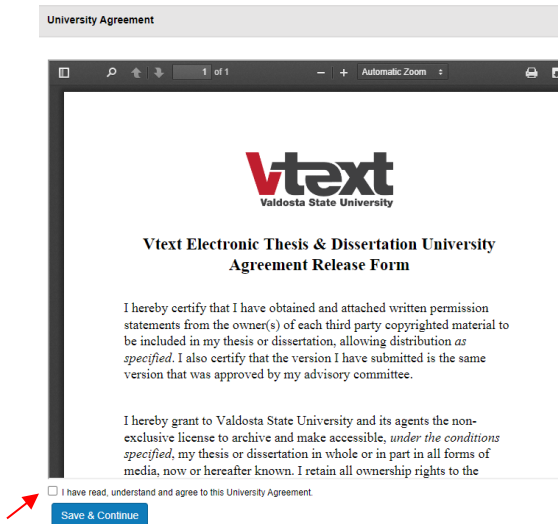 University Agreement
1 of 1 − + Automatic Zoom
Vtext
Valdosta State University
Vtext Electronic Thesis & Dissertation University
Agreement Release Form
I hereby certify that I have obtained and attached written permission
statements from the owner(s) of each third party copyrighted material to
be included in my thesis or dissertation, allowing distribution as
specified. I also certify that the version I have submitted is the same
version that was approved by my advisory committee.
I hereby grant to Valdosta State University and its agents the non-
exclusive license to archive and make accessible, under the conditions
specified, my thesis or dissertation in whole or in part in all forms of
media, now or hereafter known. I retain all ownership rights to the
I have read, understand and agree to this University Agreement.
Save & Continue